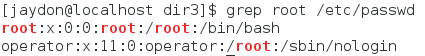 [jaydon@localhost dir3]$ grep root /etc/passwd
root:x:0:0:root:/root:/bin/bash
operator:x:11:0:operator:/root:/sbin/nologin